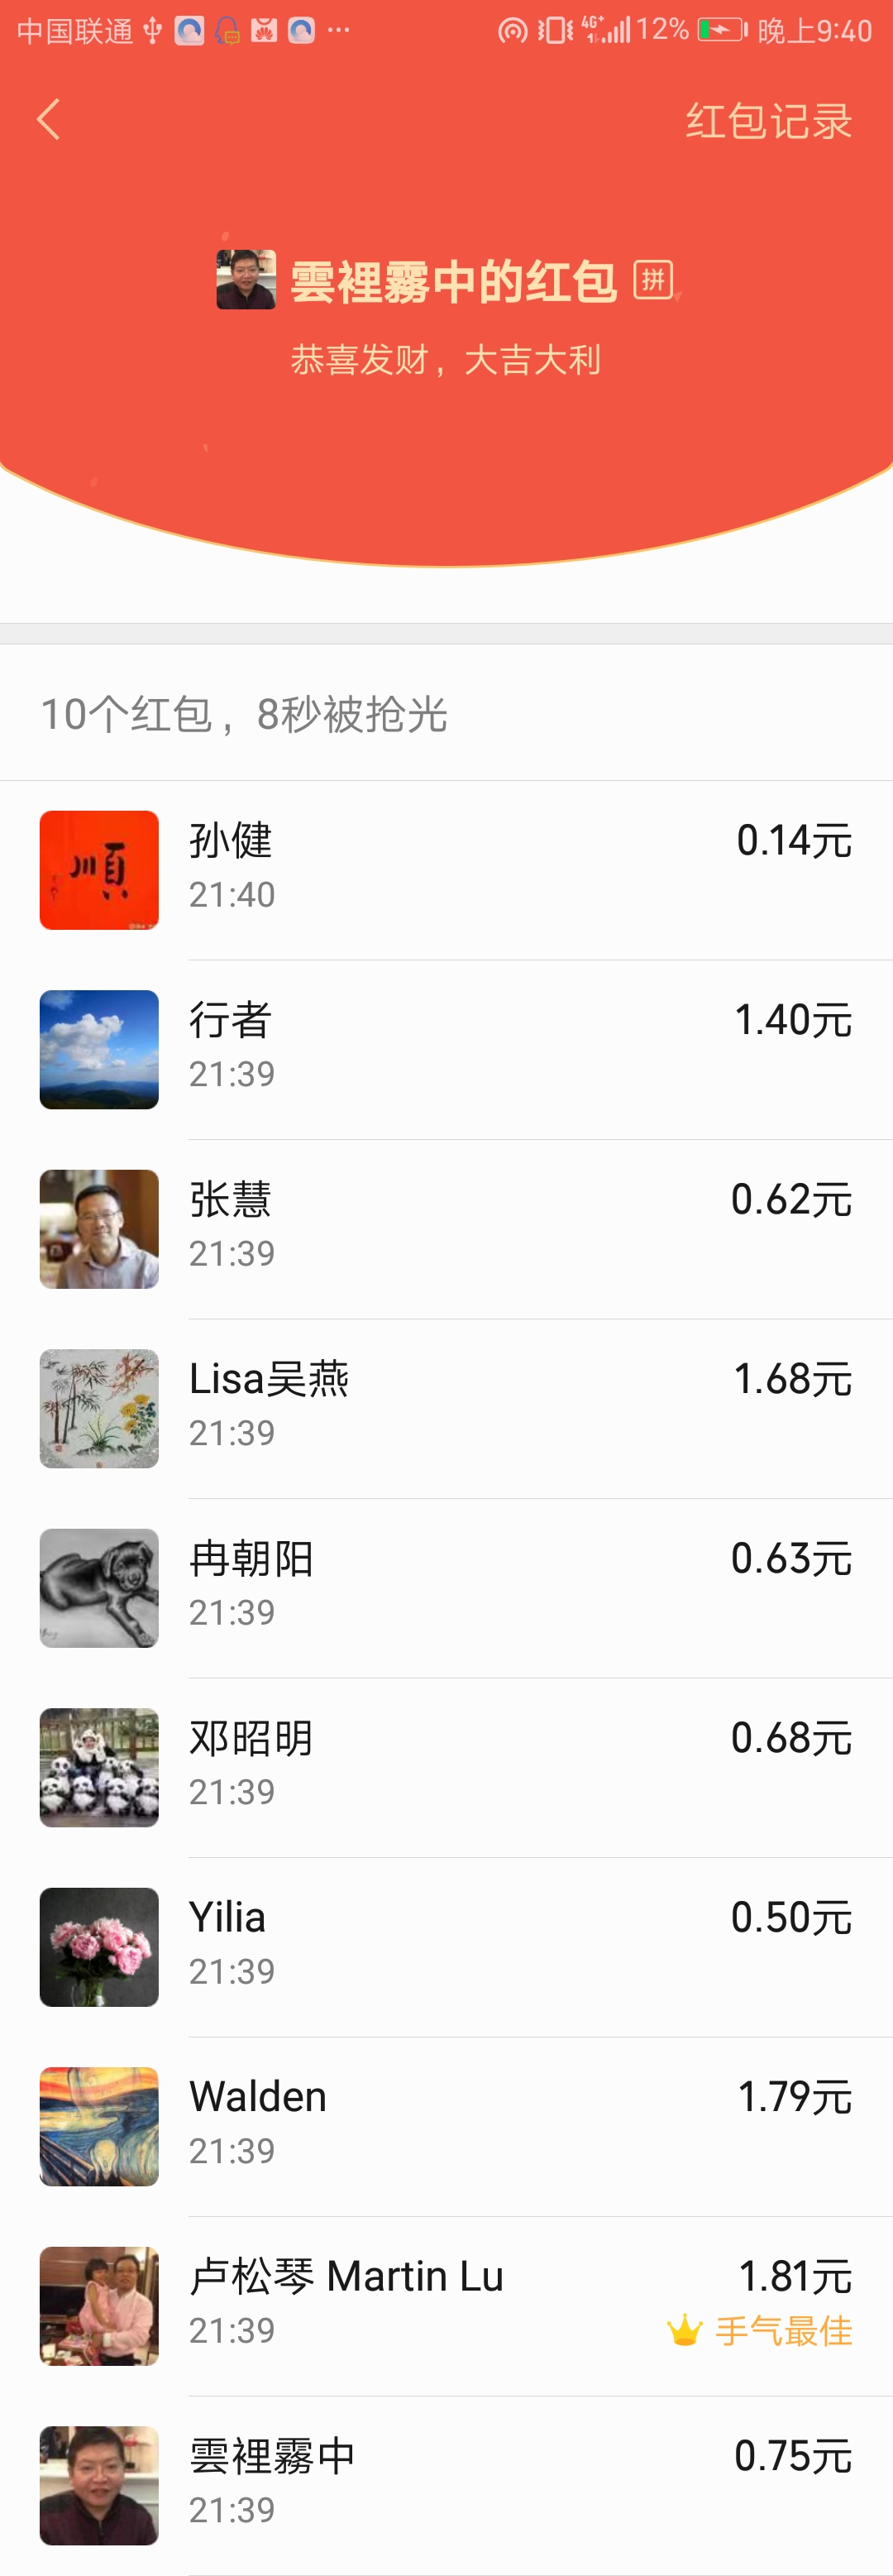 中国联通 4G+ 12% 晚上9:40
红包记录
雲裡霧中的红包 拼
恭喜发财，大吉大利
10个红包，8秒被抢光
順
孙健 0.14元
21:40
行者 1.40元
21:39
张慧 0.62元
21:39
Lisa吴燕 1.68元
21:39
冉朝阳 0.63元
21:39
邓昭明 0.68元
21:39
Yilia 0.50元
21:39
Walden 1.79元
21:39
卢松琴 Martin Lu 1.81元
21:39 手气最佳
雲裡霧中 0.75元
21:39